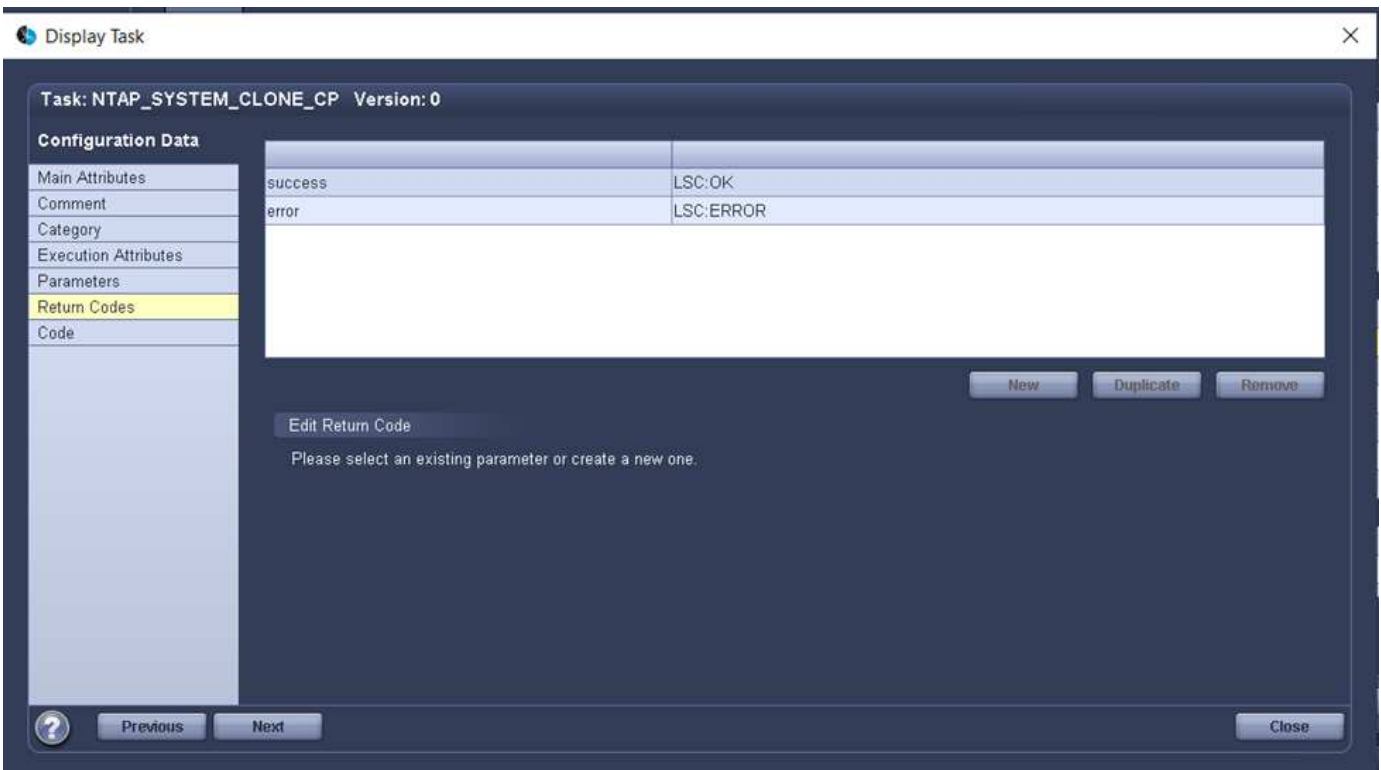 Display Task
Task: NTAP_SYSTEM_CLONE_CP Version: 0
Configuration Data
Main Attributes
Comment
Category
Execution Attributes
Parameters
Return Codes
Code
success LSC:OK
error LSC:ERROR
New Duplicate Remove
Edit Return Code
Please select an existing parameter or create a new one.
? Previous Next Close